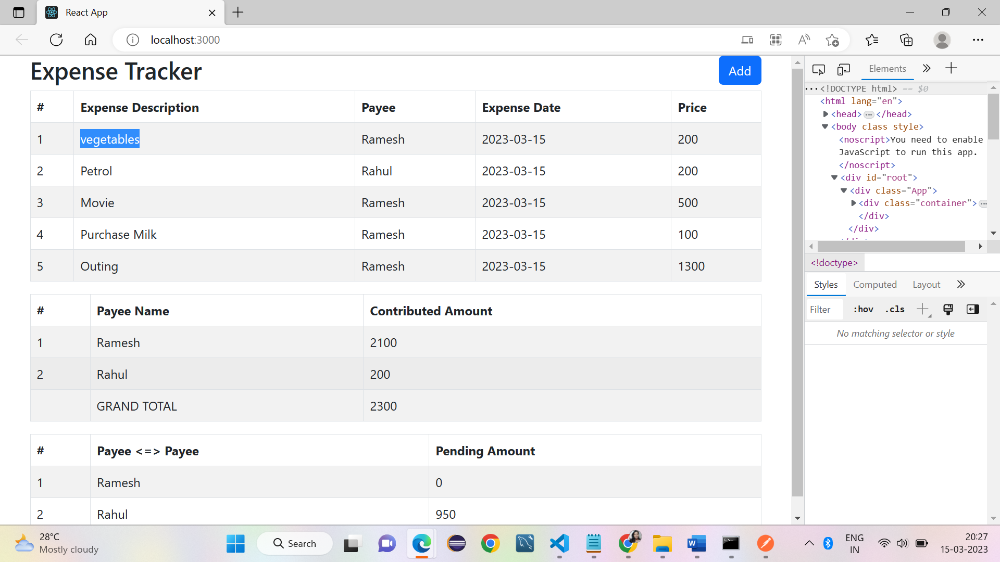 React App
localhost:3000
Expense Tracker
Add
# Expense Description Payee Expense Date Price
1 vegetables Ramesh 2023-03-15 200
2 Petrol Rahul 2023-03-15 200
3 Movie Ramesh 2023-03-15 500
4 Purchase Milk Ramesh 2023-03-15 100
5 Outing Ramesh 2023-03-15 1300
# Payee Name Contributed Amount
1 Ramesh 2100
2 Rahul 200
GRAND TOTAL 2300
# Payee <=> Payee Pending Amount
1 Ramesh 0
2 Rahul 950
Elements
<!DOCTYPE html> == $0
<html lang="en">
<head> </head>
<body class style>
<noscript>You need to enable
JavaScript to run this app.
</noscript>
<div id="root">
<div class="App">
<div class="container">
</div>
</div>
<!doctype>
Styles Computed Layout
Filter :hov .cls
No matching selector or style
28°C
Mostly cloudy
Search
ENG
IN
20:27
15-03-2023